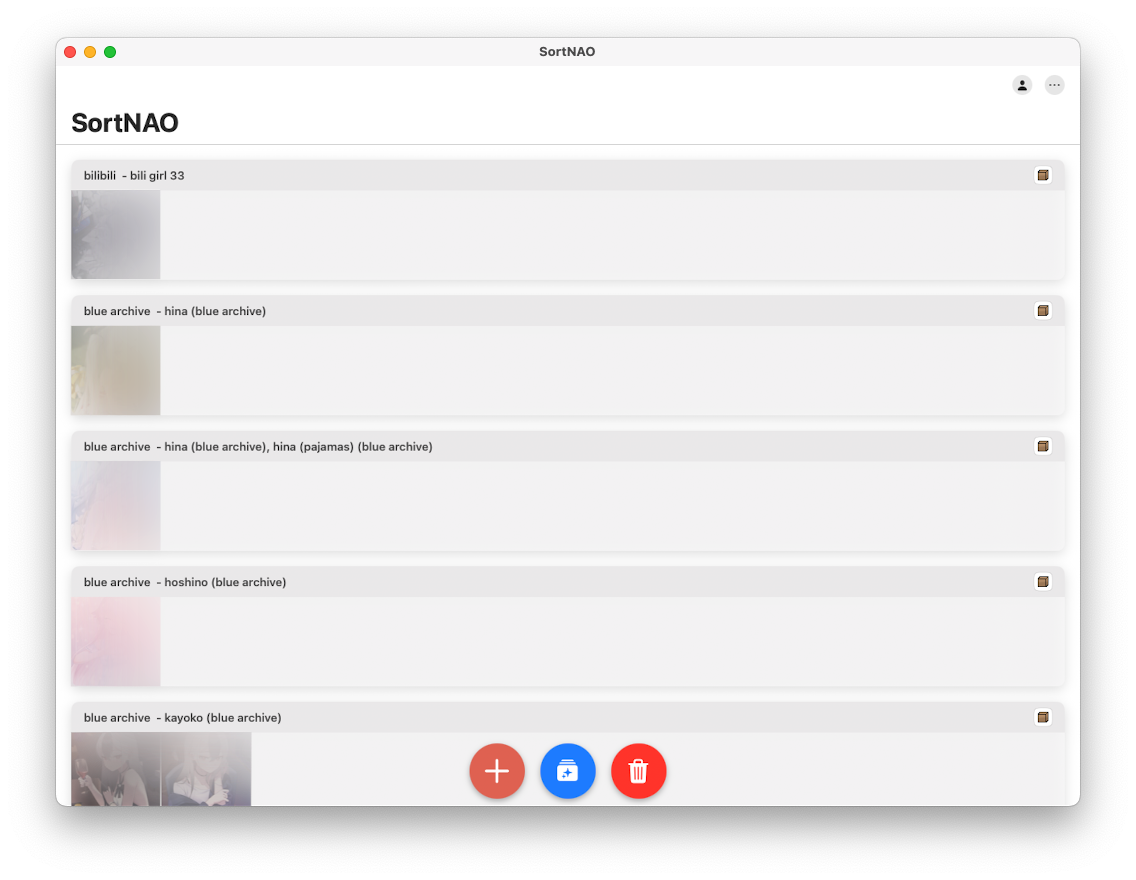 SortNAO
SortNAO
bilibili - bili girl 33
blue archive - hina (blue archive)
blue archive - hina (blue archive), hina (pajamas) (blue archive)
blue archive - hoshino (blue archive)
blue archive - kayoko (blue archive)